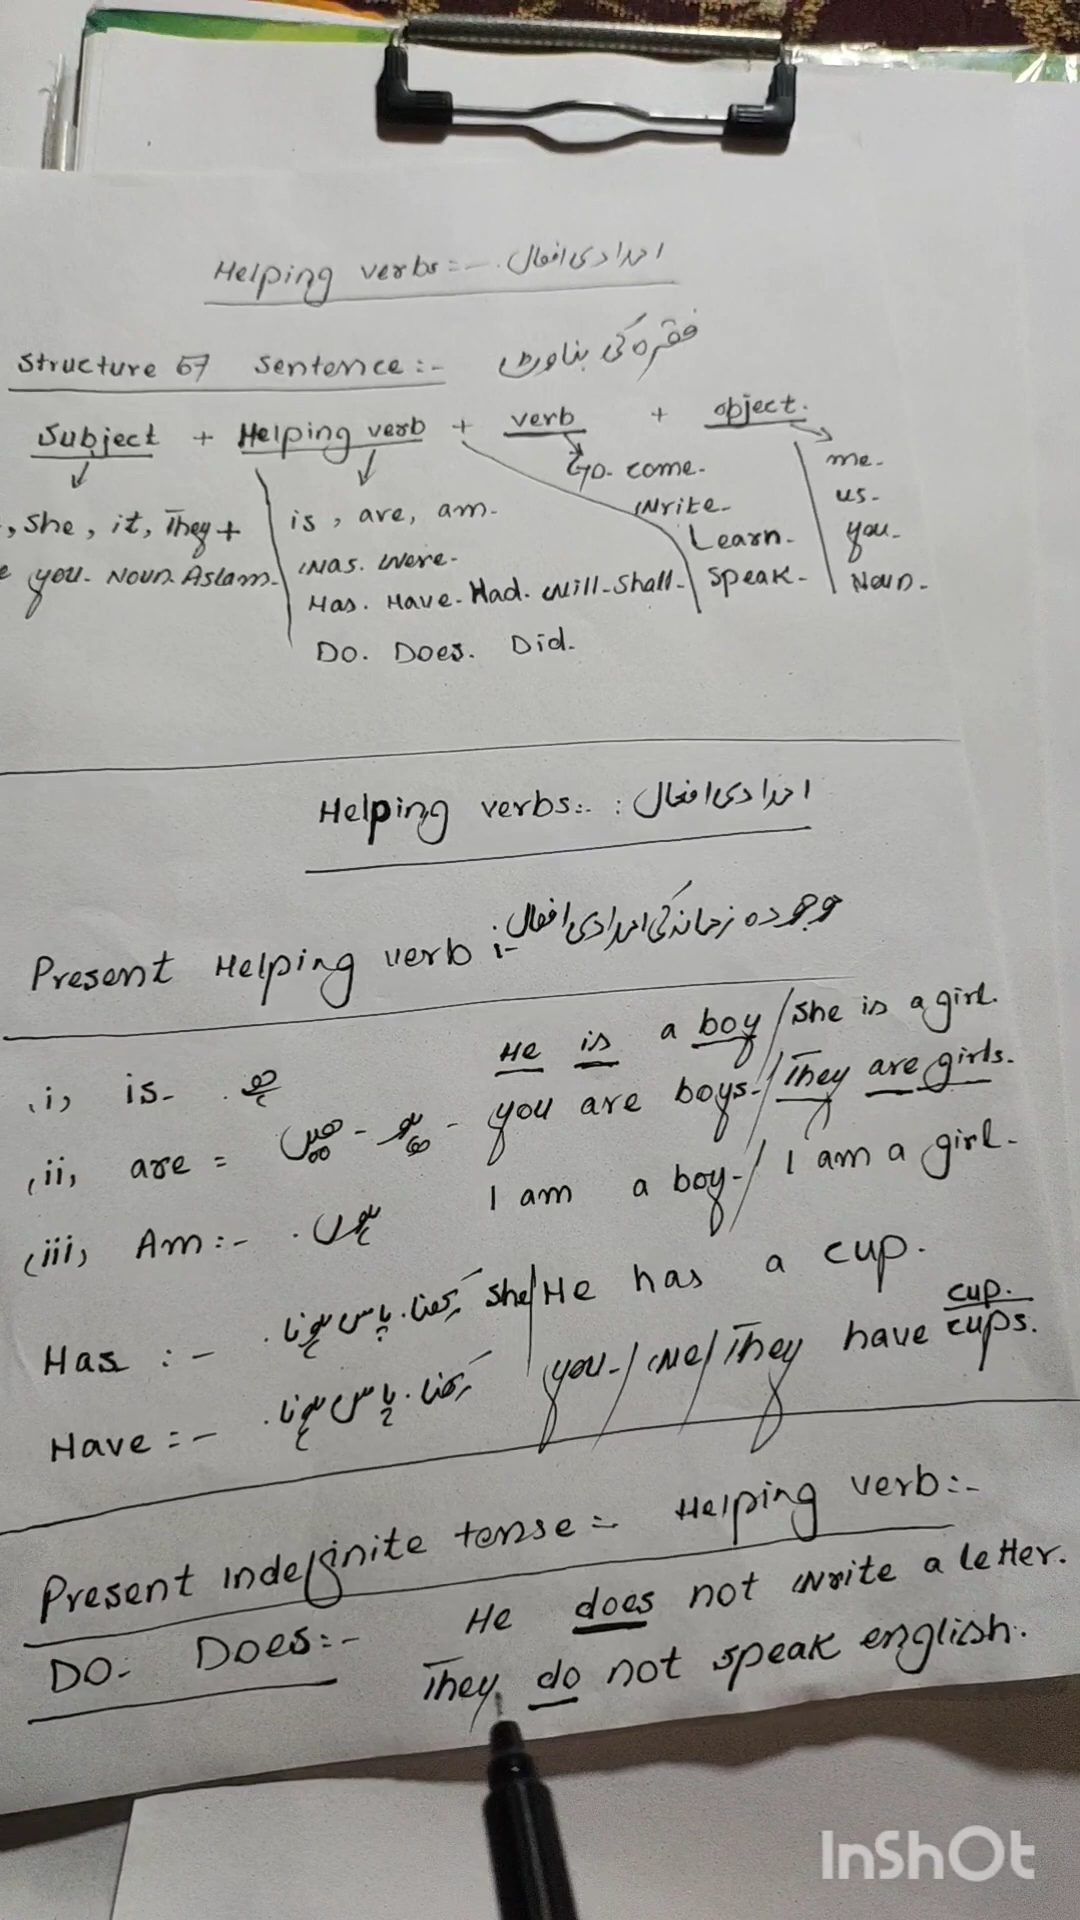 Helping verbs:- امدادی افعال
Structure of Sentence:- فقرہ کی بناوٹ
Subject + Helping verb + verb + object.
, She, it, They +
you. Noun. Aslam.
is, are, am.
Was. Were.
Has. Have. Had. Will. Shall.
Do. Does. Did.
Go. come.
Write.
Learn.
Speak.
me.
us.
you.
Noun.
Helping verbs:- : امدادی افعال
Present Helping verb :- موجودہ زمانہ کی امدادی افعال
(i) is - ہے. He is a boy / She is a girl.
(ii) are = ہیں - ہو - you are boys. / They are girls.
(iii) Am:- ہوں. I am a boy. / I am a girl.
Has :- رکھنا. پاس ہونا. She/He has a cup.
Have :- رکھنا. پاس ہونا. you / We / They have cup. cups.
Present indefinite tense:- Helping verb:-
DO. Does:- He does not write a letter.
They do not speak english.
InShOt